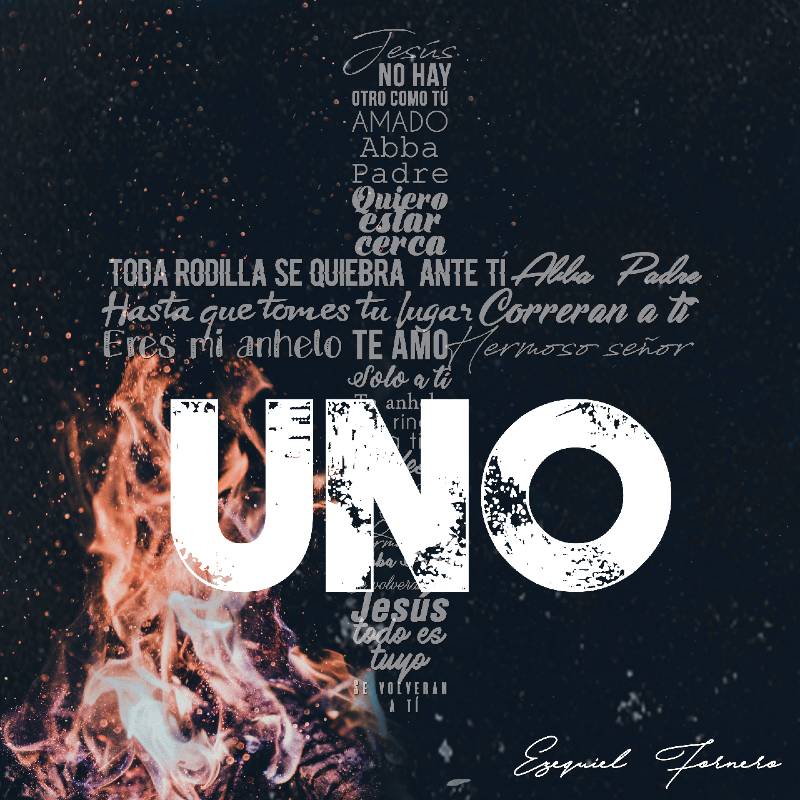 Jesús
NO HAY
OTRO COMO TÚ
AMADO
Abba
Padre
Quiero
estar
cerca
TODA RODILLA SE QUIEBRA ANTE TÍ Abba Padre
Hasta que tomes tu lugar Correran a ti
Eres mi anhelo TE AMO Hermoso señor
Solo a ti
UNO
Jesús
todo es
tuyo
SE VOLVERAN
A TÍ
Ezequiel Fornero